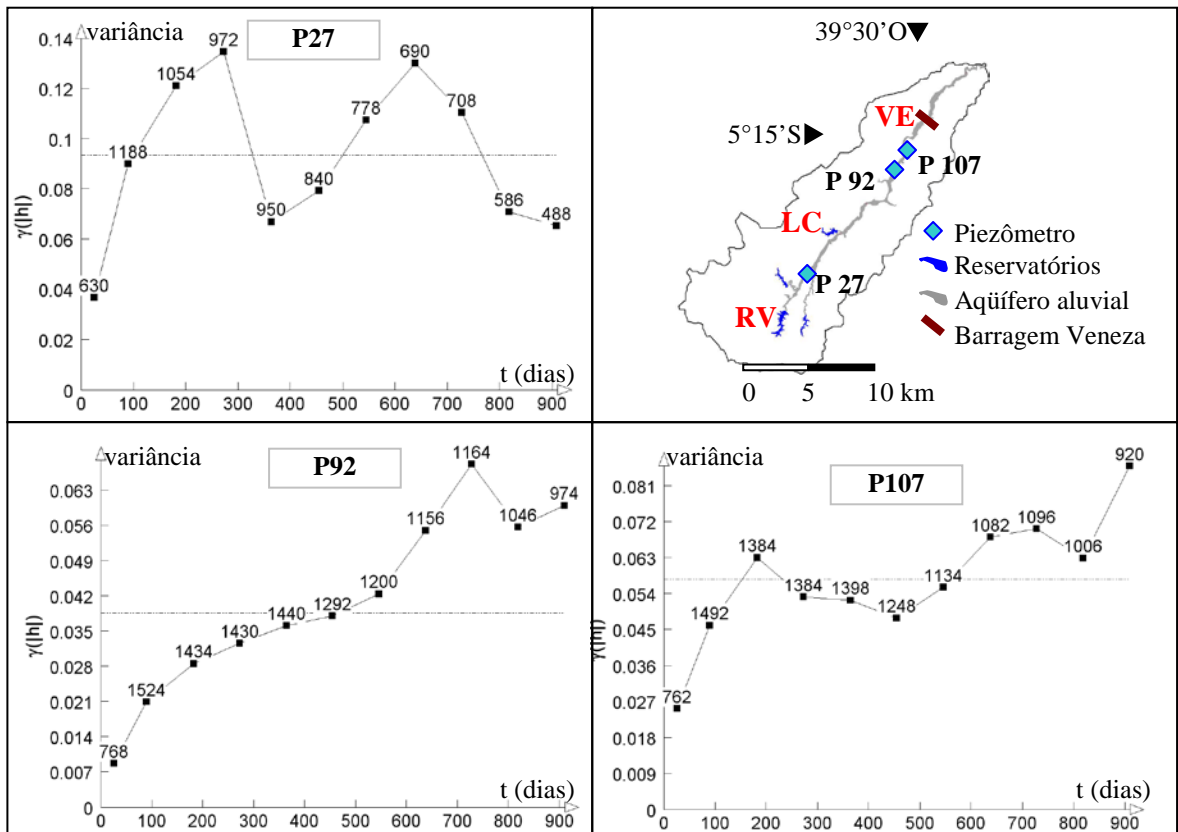 variância
P27
0.14
0.12
0.1
0.08
0.06
0.04
0.02
0
γ(|h|)
630
1188
1054
972
950
840
778
690
708
586
488
t (dias)
0 100 200 300 400 500 600 700 800 900
39°30’O
5°15’S
VE
P 107
P 92
LC
P 27
RV
Piezômetro
Reservatórios
Aqüífero aluvial
Barragem Veneza
0 5 10 km
variância
P92
0.063
0.056
0.049
0.042
0.035
0.028
0.021
0.014
0.007
0
γ(|h|)
768
1524
1434
1430
1440
1292
1200
1156
1164
1046
974
t (dias)
0 100 200 300 400 500 600 700 800 900
variância
P107
0.081
0.072
0.063
0.054
0.045
0.036
0.027
0.018
0.009
0
γ(|h|)
762
1492
1384
1384
1398
1248
1134
1082
1096
1006
920
t (dias)
0 100 200 300 400 500 600 700 800 900